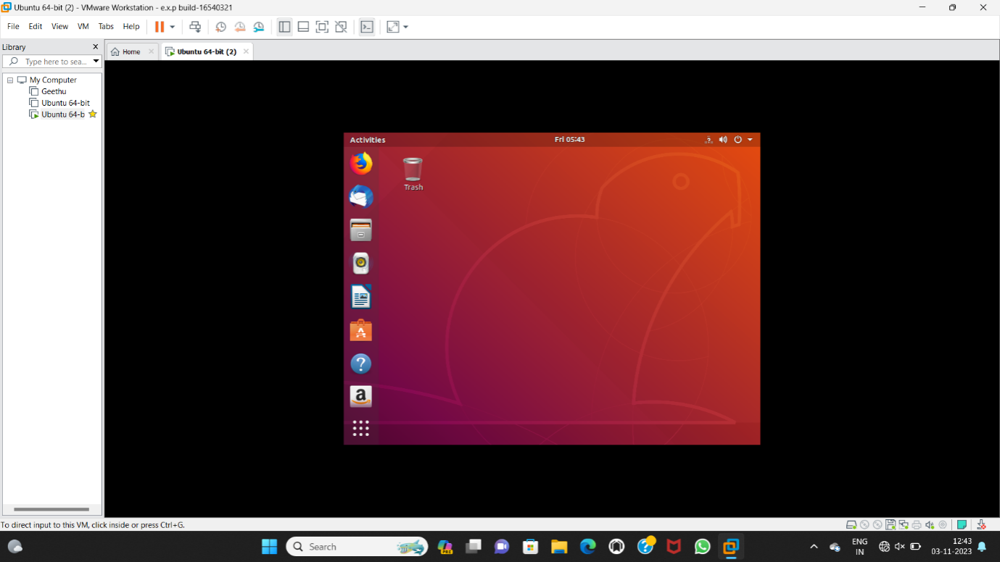 Ubuntu 64-bit (2) - VMware Workstation - e.x.p build-16540321
File Edit View VM Tabs Help
Library
Home
Ubuntu 64-bit (2)
Type here to sea...
My Computer
Geethu
Ubuntu 64-bit
Ubuntu 64-b
Activities
Fri 05:43
Trash
To direct input to this VM, click inside or press Ctrl+G.
Search
PRE
ENG
IN
12:43
03-11-2023